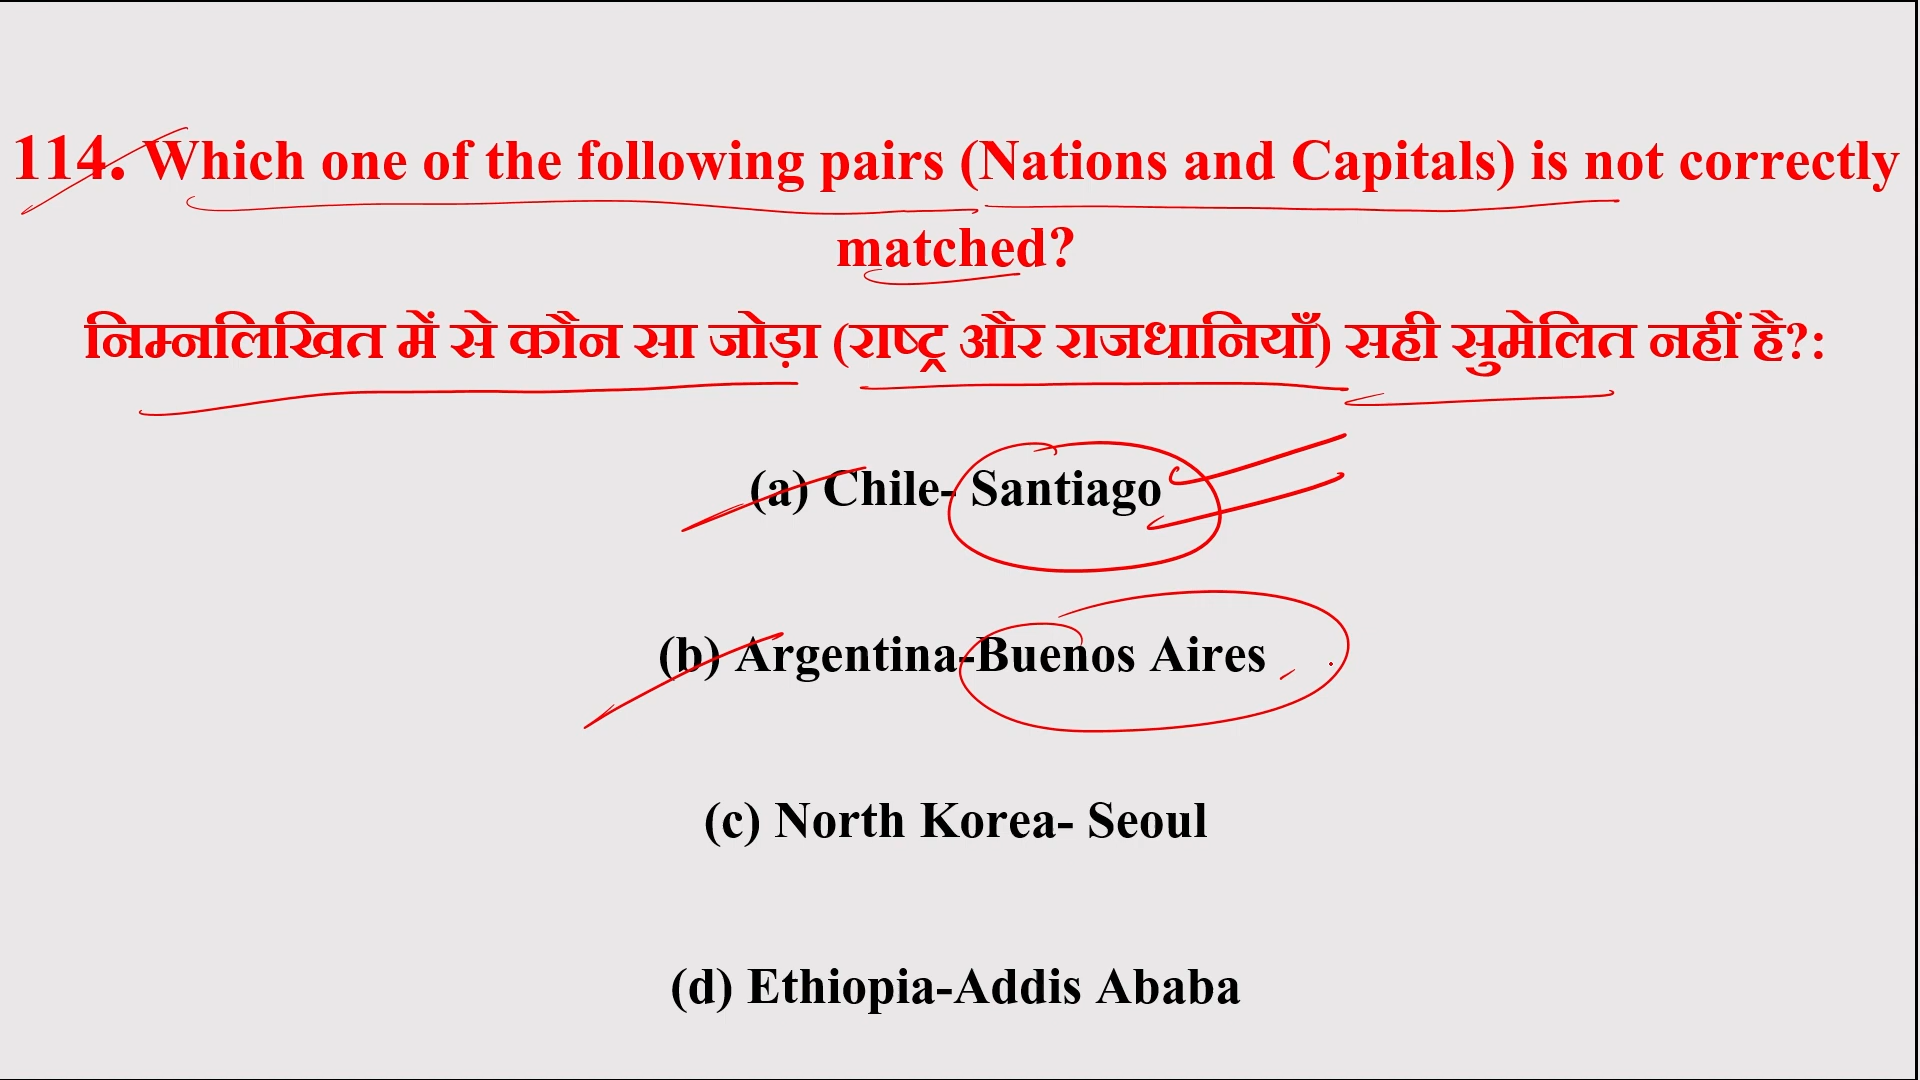 114. Which one of the following pairs (Nations and Capitals) is not correctly
matched?
निम्नलिखित में से कौन सा जोड़ा (राष्ट्र और राजधानियाँ) सही सुमेलित नहीं है?:
(a) Chile- Santiago
(b) Argentina-Buenos Aires
(c) North Korea- Seoul
(d) Ethiopia-Addis Ababa